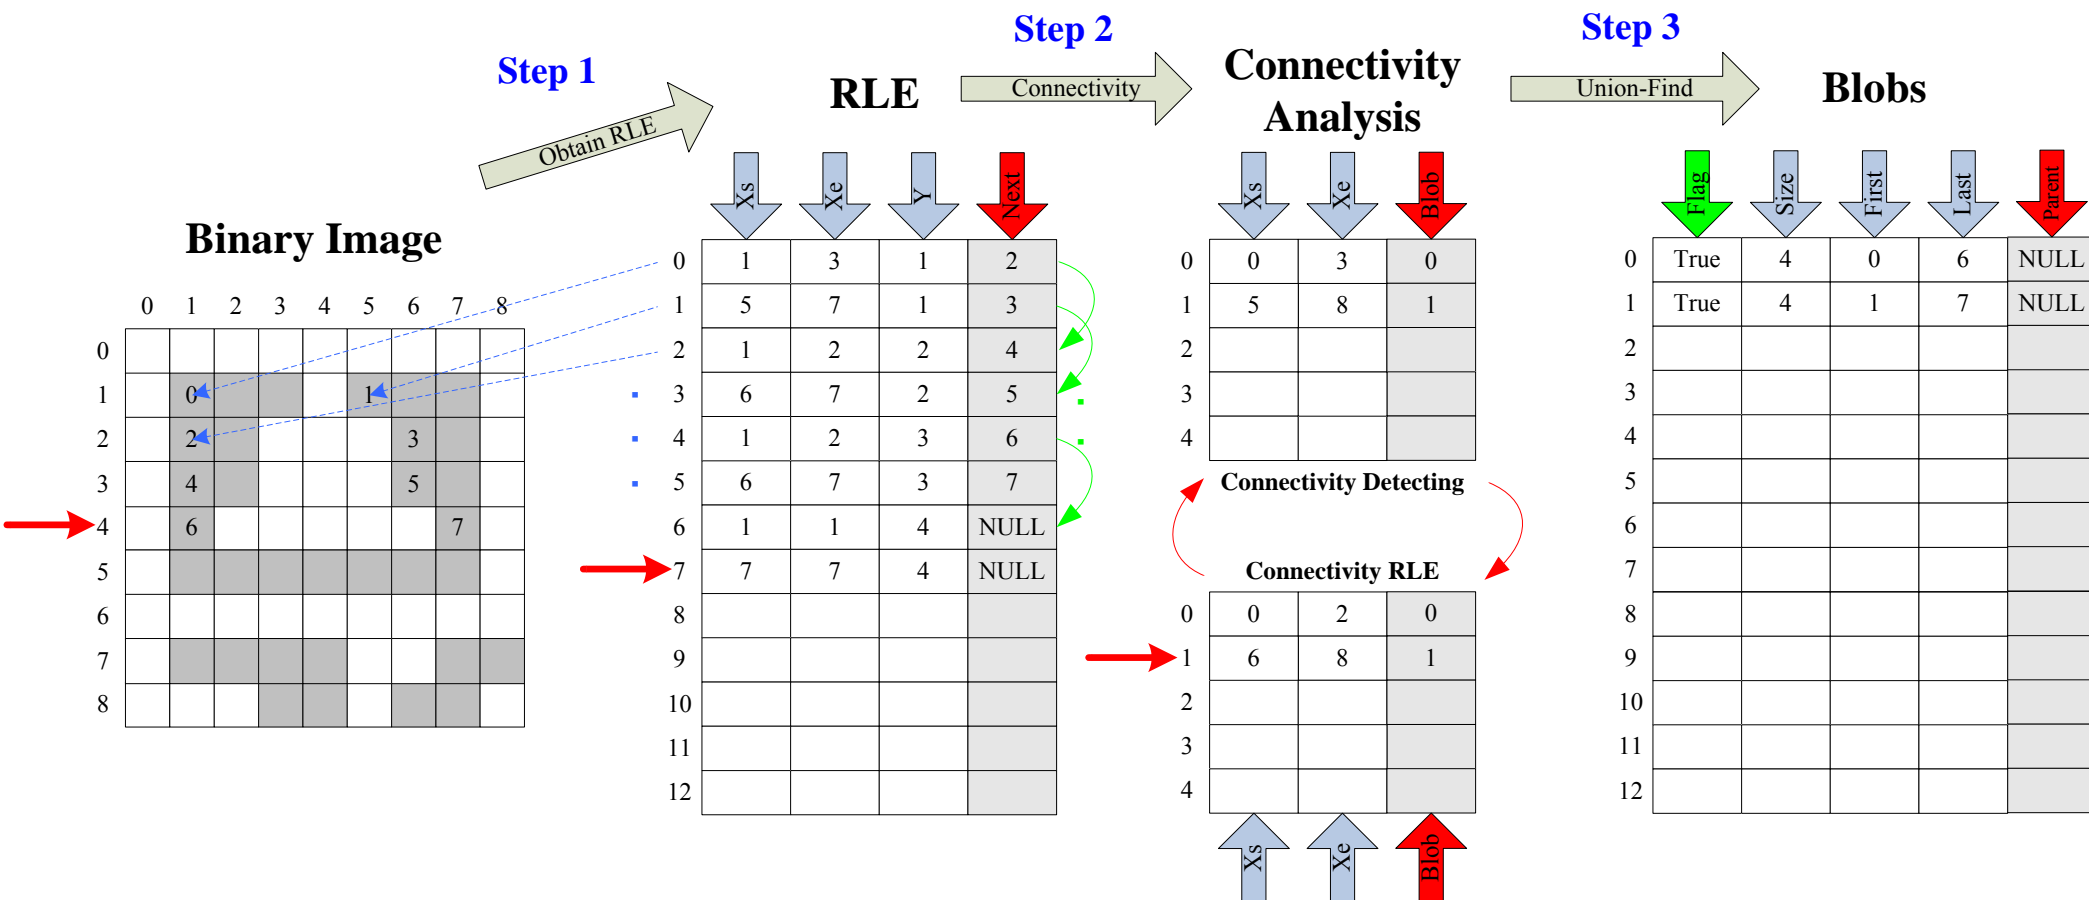 Step 1
Step 2
Step 3
Obtain RLE
RLE
Connectivity
Connectivity
Analysis
Union-Find
Blobs
Binary Image
0 1 2 3 4 5 6 7 8
0
1 0 1
2 2 3
3 4 5
4 6 7
5
6
7
8
Xs Xe Y Next
0 1 3 1 2
1 5 7 1 3
2 1 2 2 4
3 6 7 2 5
4 1 2 3 6
5 6 7 3 7
6 1 1 4 NULL
7 7 7 4 NULL
8
9
10
11
12
Xs Xe Blob
0 0 3 0
1 5 8 1
2
3
4
Connectivity Detecting
Connectivity RLE
0 0 2 0
1 6 8 1
2
3
4
Xs Xe Blob
Flag Size First Last Parent
0 True 4 0 6 NULL
1 True 4 1 7 NULL
2
3
4
5
6
7
8
9
10
11
12